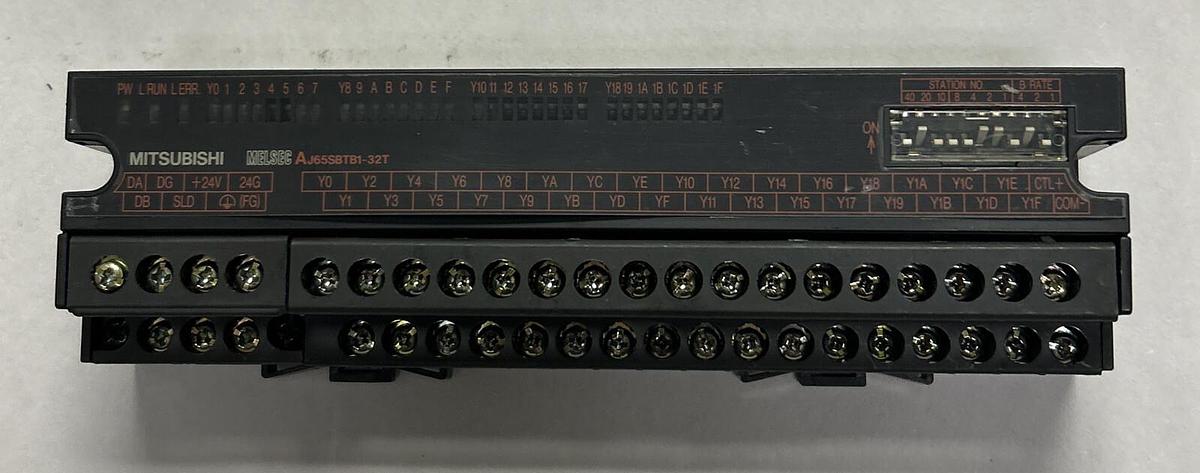 PW L RUN L ERR. Y0 1 2 3 4 5 6 7 Y8 9 A B C D E F Y10 11 12 13 14 15 16 17 Y18 19 1A 1B 1C 1D 1E 1F
STATION NO B RATE
40 20 10 8 4 2 1 4 2 1
ON
MITSUBISHI MELSEC AJ65SBTB1-32T
DA DG +24V 24G Y0 Y2 Y4 Y6 Y8 YA YC YE Y10 Y12 Y14 Y16 Y18 Y1A Y1C Y1E CTL+
DB SLD (FG) Y1 Y3 Y5 Y7 Y9 YB YD YF Y11 Y13 Y15 Y17 Y19 Y1B Y1D Y1F COM-